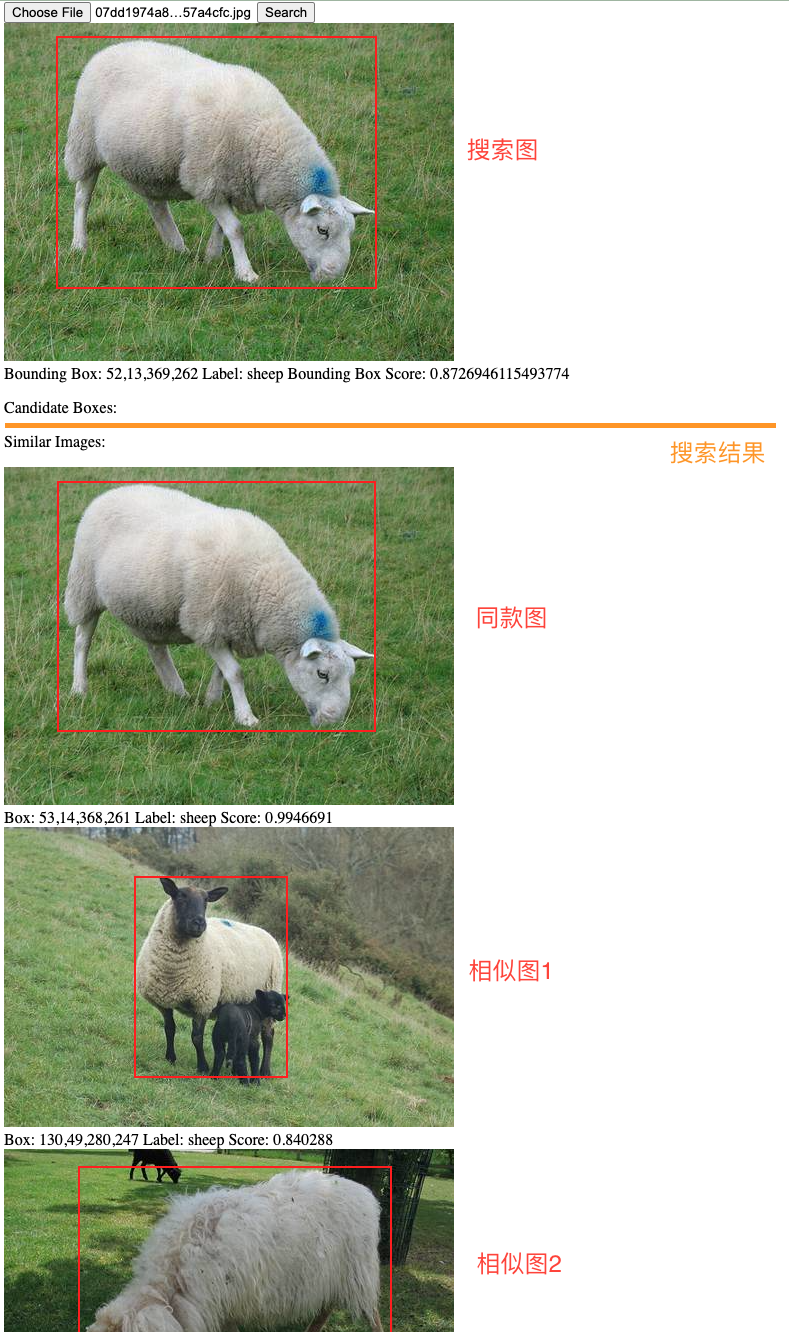 Choose File 07dd1974a8...57a4cfc.jpg Search
搜索图
Bounding Box: 52,13,369,262 Label: sheep Bounding Box Score: 0.8726946115493774
Candidate Boxes:
Similar Images:
搜索结果
同款图
Box: 53,14,368,261 Label: sheep Score: 0.9946691
相似图1
Box: 130,49,280,247 Label: sheep Score: 0.840288
相似图2